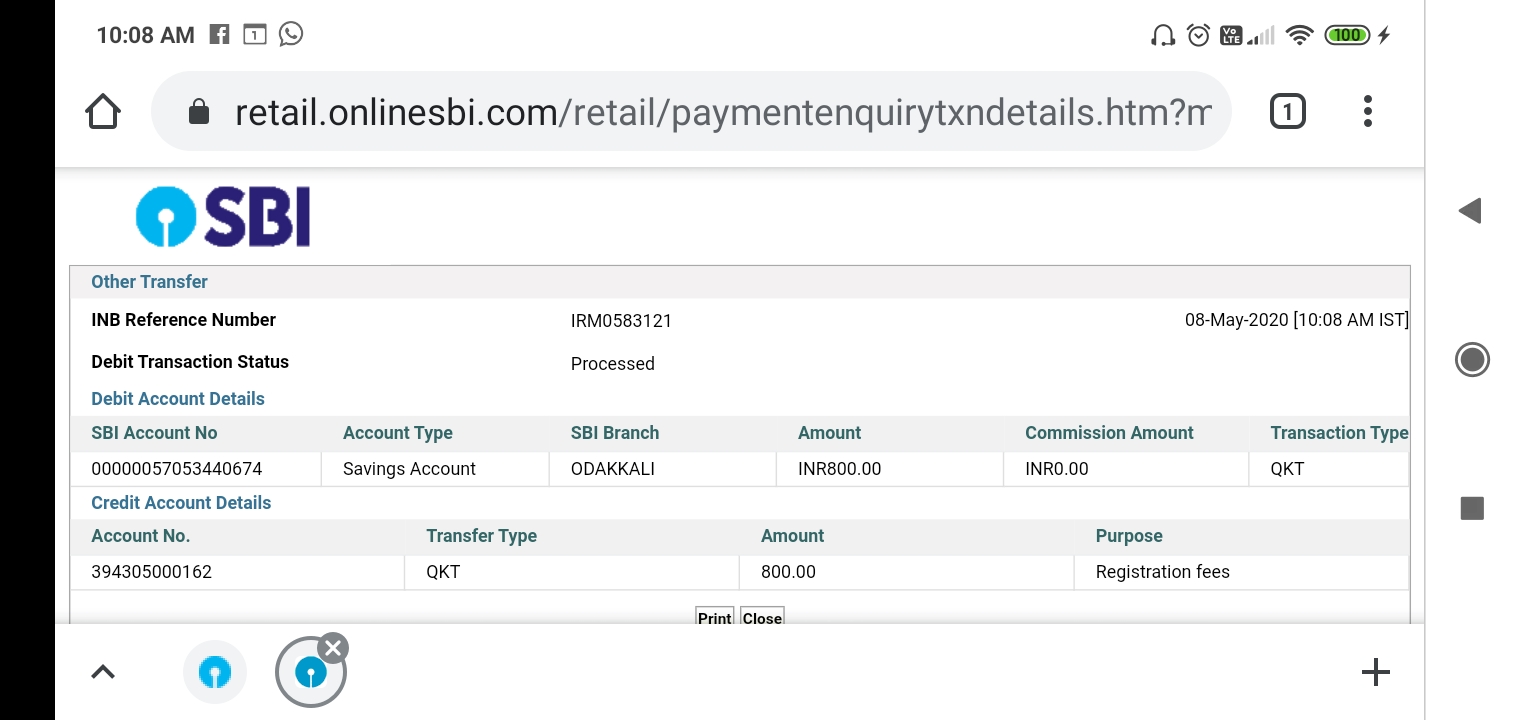 10:08 AM 1 Vo LTE 100
retail.onlinesbi.com/retail/paymentenquirytxndetails.htm?m 1
SBI
Other Transfer
INB Reference Number IRM0583121 08-May-2020 [10:08 AM IST]
Debit Transaction Status Processed
Debit Account Details
SBI Account No Account Type SBI Branch Amount Commission Amount Transaction Type
00000057053440674 Savings Account ODAKKALI INR800.00 INR0.00 QKT
Credit Account Details
Account No. Transfer Type Amount Purpose
394305000162 QKT 800.00 Registration fees
Print Close